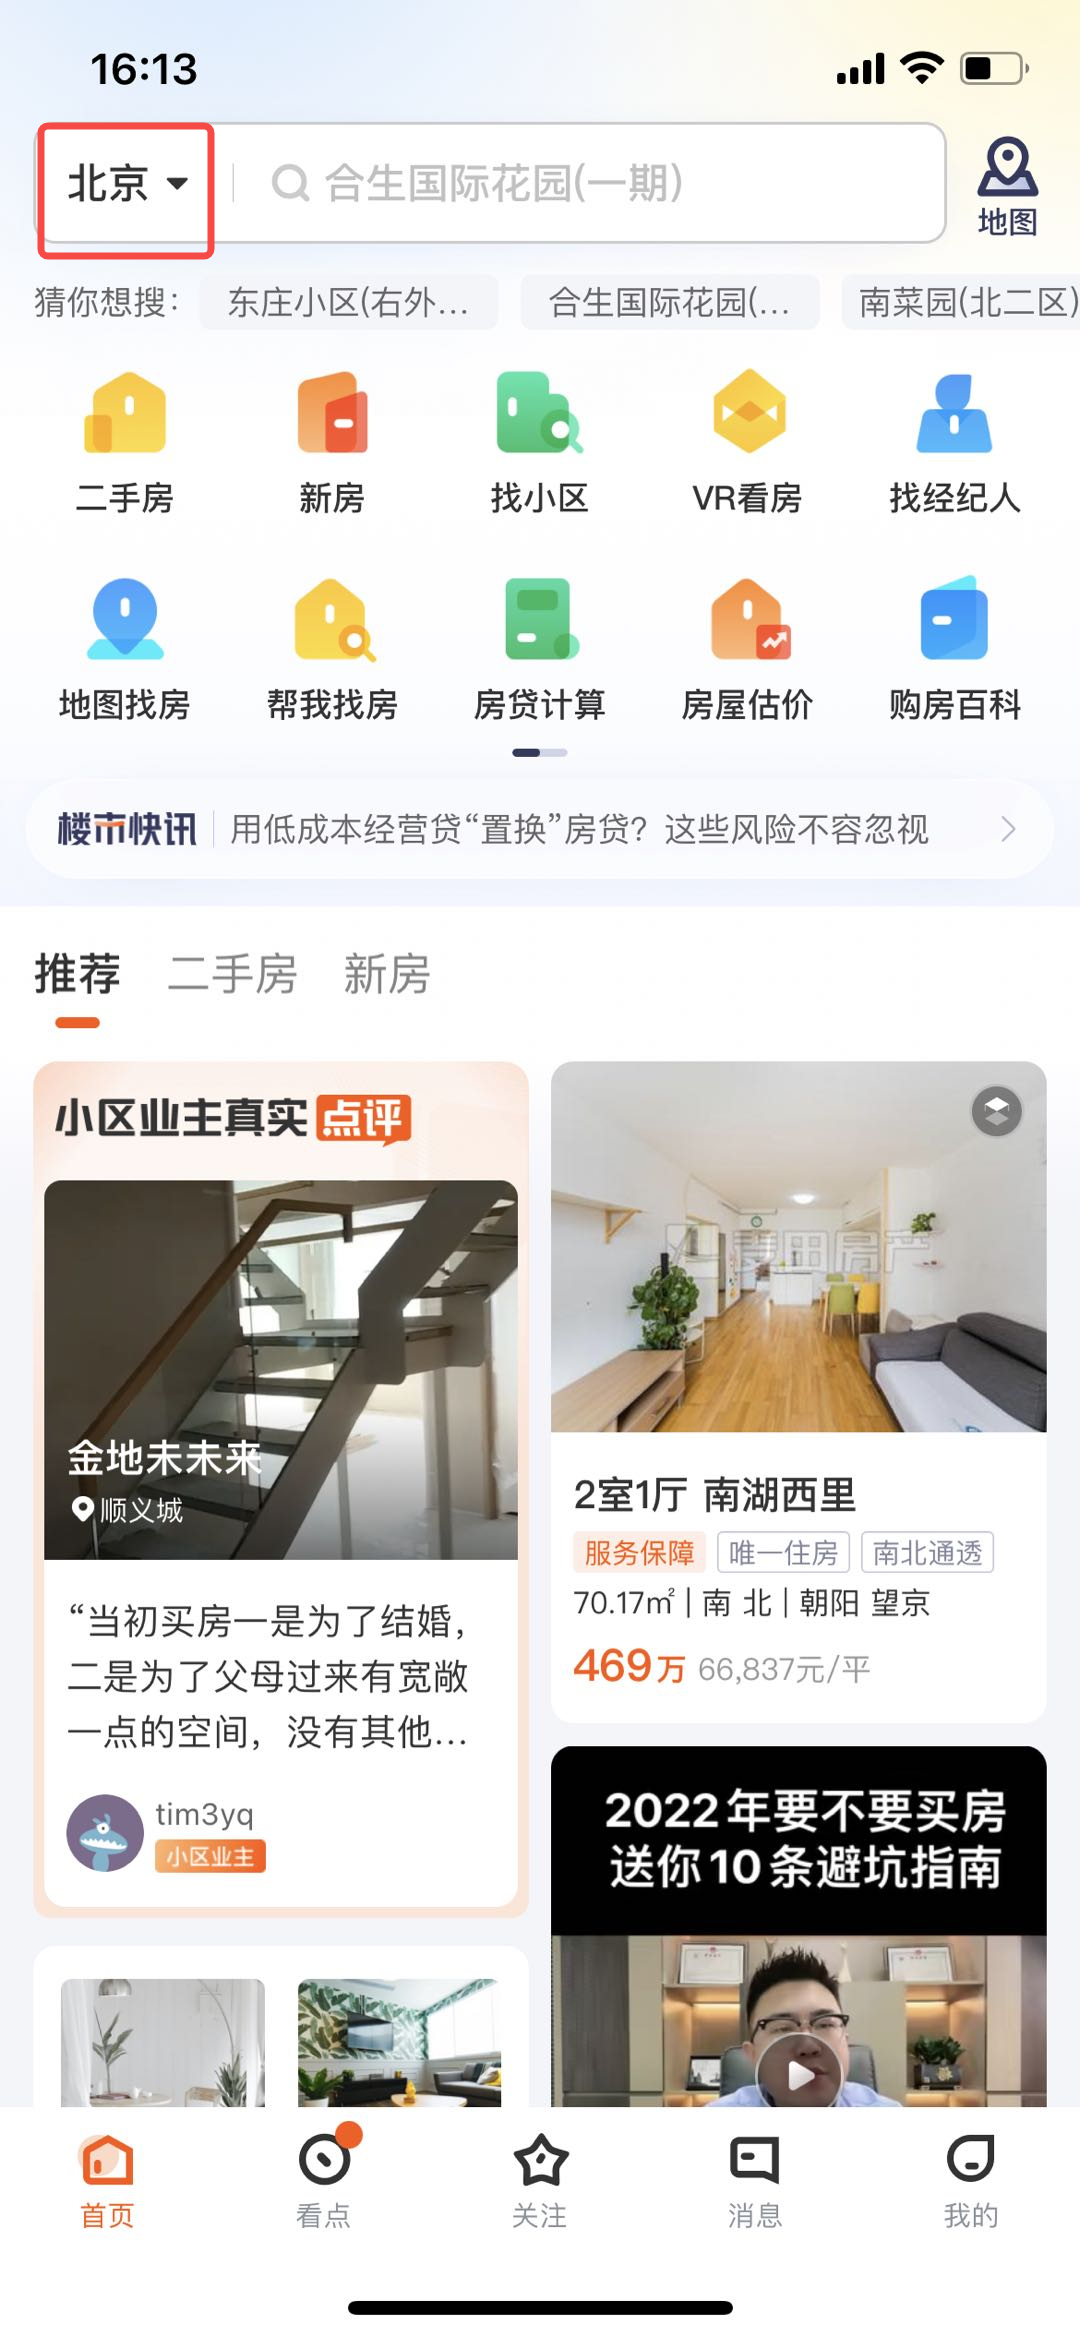 16:13
北京
合生国际花园(一期)
地图
猜你想搜：
东庄小区(右外...
合生国际花园(...
南菜园(北二区)
二手房
新房
找小区
VR看房
找经纪人
地图找房
帮我找房
房贷计算
房屋估价
购房百科
楼市快讯
用低成本经营贷“置换”房贷？这些风险不容忽视
推荐
二手房
新房
小区业主真实点评
金地未未来
顺义城
“当初买房一是为了结婚，
二是为了父母过来有宽敞
一点的空间，没有其他...
tim3yq
小区业主
麦田房产
2室1厅 南湖西里
服务保障
唯一住房
南北通透
70.17㎡ | 南 北 | 朝阳 望京
469万 66,837元/平
2022年要不要买房
送你10条避坑指南
首页
看点
关注
消息
我的